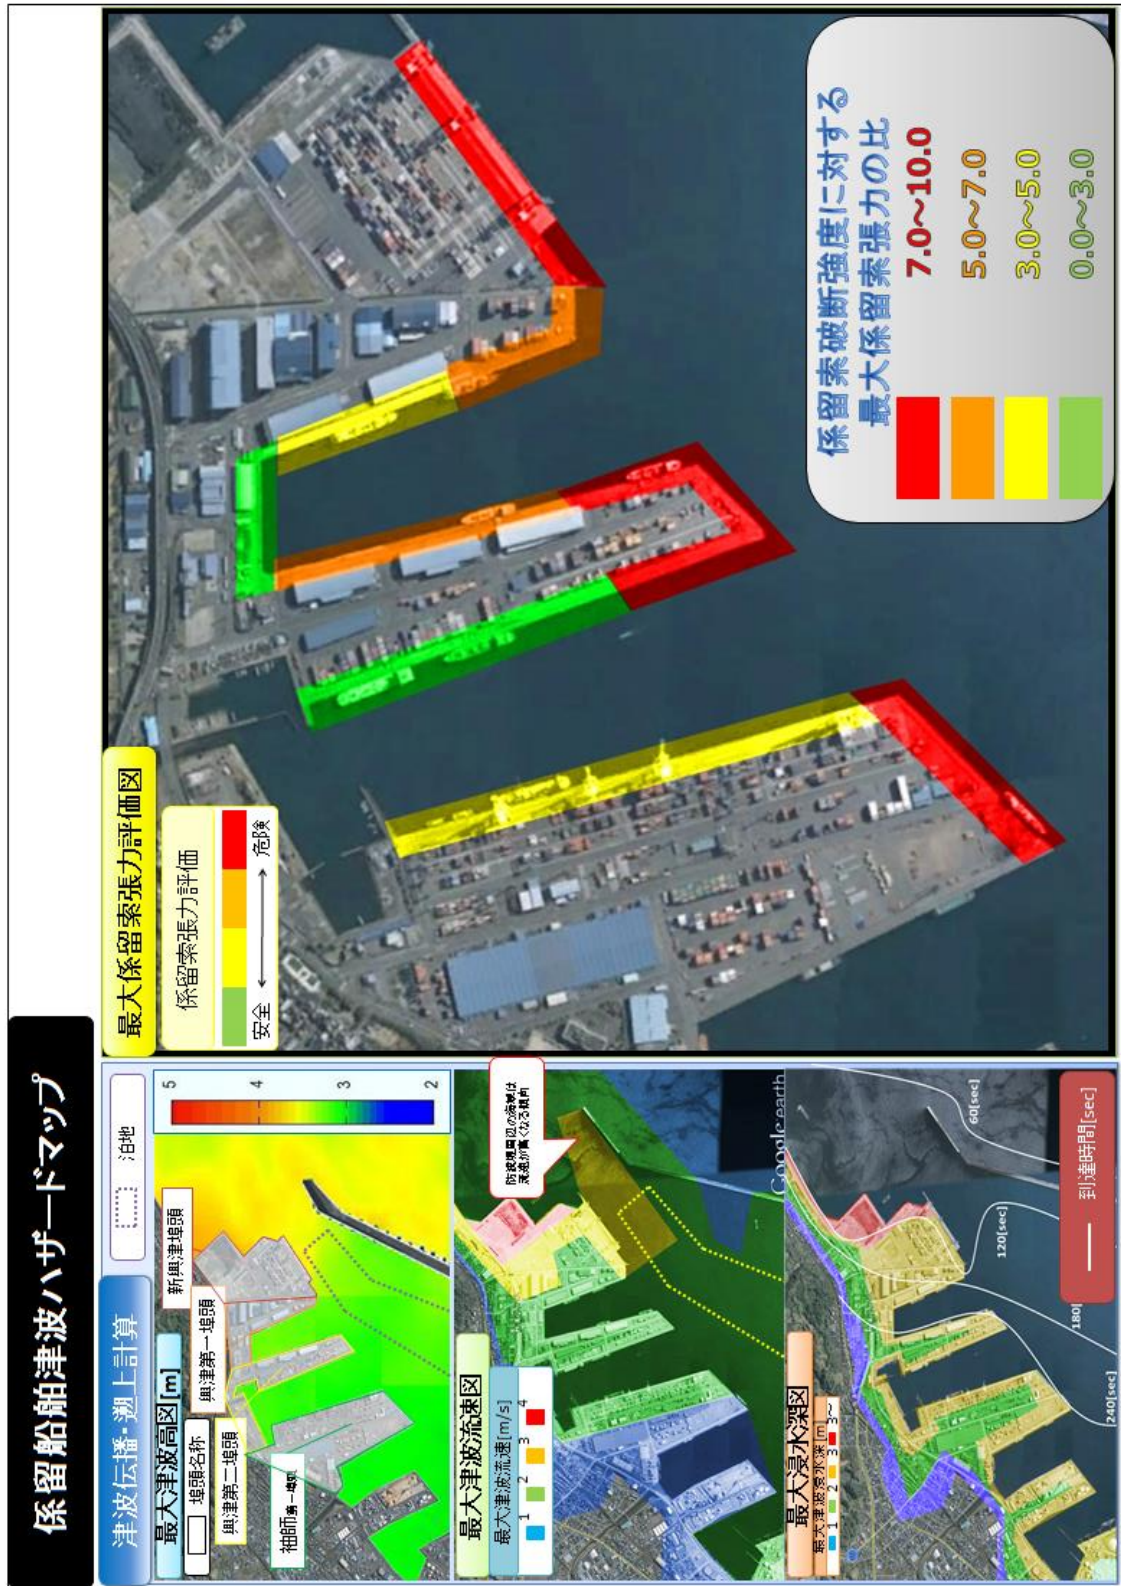 係留船舶津波ハザードマップ
津波伝播・遡上計算
泊地
最大津波高図[m]
埠頭名称
新興津埠頭
興津第一埠頭
興津第二埠頭
袖師第一埠頭
5
4
3
2
最大津波流速図
最大津波流速[m/s]
1 2 3 4
防波堤周辺の海域は
流速が高くなる傾向
Google earth
最大浸水深図
最大津波浸水深[m]
1 2 3 3~
60[sec]
120[sec]
180[
240[sec]
到達時間[sec]
最大係留索張力評価図
係留索張力評価
安全 危険
係留索破断強度に対する
最大係留索張力の比
7.0~10.0
5.0~7.0
3.0~5.0
0.0~3.0